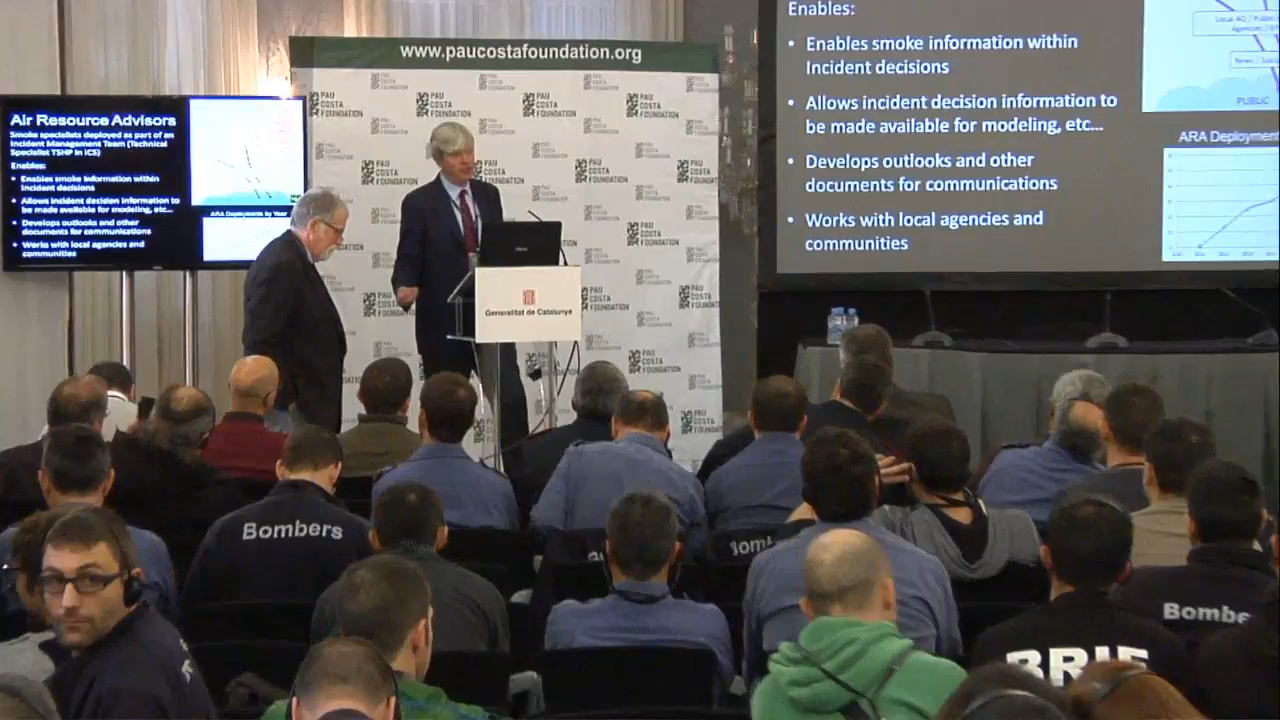 www.paucostafoundation.org
Air Resource Advisors
Smoke specialists deployed as part of an
Incident Management Team (Technical
Specialist TSHP in ICS)
Enables:
• Enables smoke information within
incident decisions
• Allows incident decision information to
be made available for modeling, etc...
• Develops outlooks and other
documents for communications
• Works with local agencies and
communities
ARA Deployments by Year
PAU
COSTA
FOUNDATION
Generalitat de Catalunya
Enables:
• Enables smoke information within
Incident decisions
• Allows incident decision information to
be made available for modeling, etc...
• Develops outlooks and other
documents for communications
• Works with local agencies and
communities
PUBLIC
ARA Deployment
Bombers
Bombe
BRIF